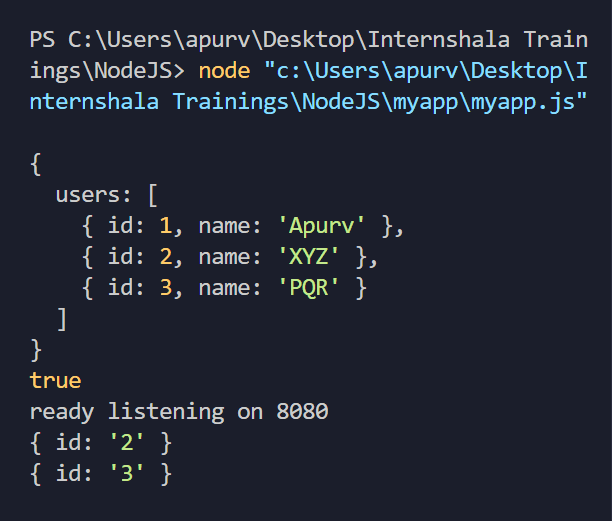 PS C:\Users\apurv\Desktop\Internshala Train
ings\NodeJS> node "c:\Users\apurv\Desktop\I
nternshala Trainings\NodeJS\myapp\myapp.js"
{
  users: [
    { id: 1, name: 'Apurv' },
    { id: 2, name: 'XYZ' },
    { id: 3, name: 'PQR' }
  ]
}
true
ready listening on 8080
{ id: '2' }
{ id: '3' }